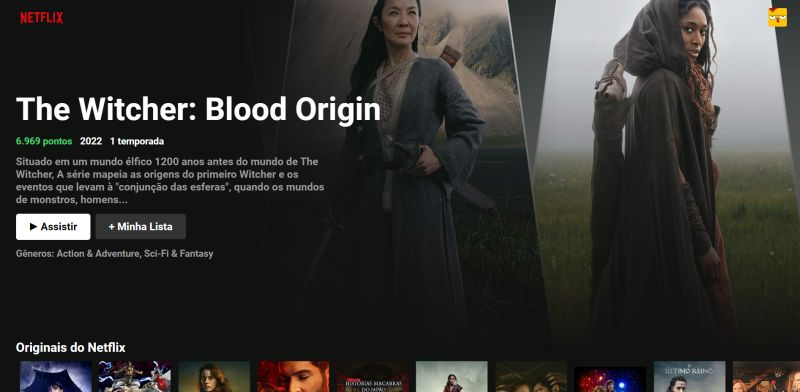 NETFLIX
The Witcher: Blood Origin
6.969 pontos 2022 1 temporada
Situado em um mundo élfico 1200 anos antes do mundo de The
Witcher, A série mapeia as origens do primeiro Witcher e os
eventos que levam à "conjunção das esferas", quando os mundos
de monstros, homens...
▶ Assistir + Minha Lista
Gêneros: Action & Adventure, Sci-Fi & Fantasy
Originais do Netflix
HISTÓRIAS MACABRAS
DO JAPÃO
O ÚLTIMO REINO